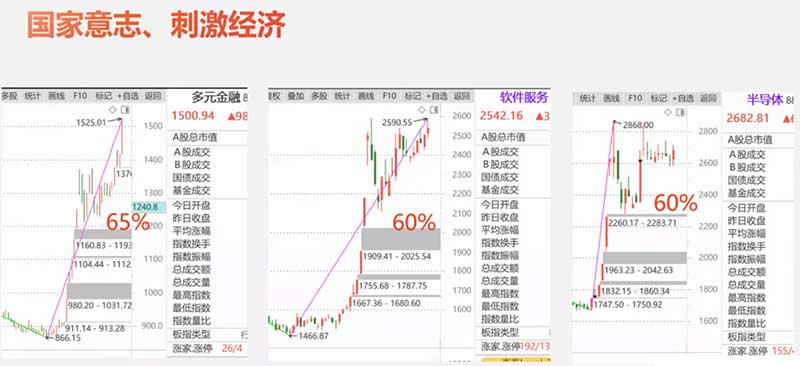 国家意志、刺激经济
多股 统计 画线 F10 标记 +自选 返回
多元金融 8
1500.94 ▲98
1525.01
1500
1400
137
1300
1240.8
65%
1160.83 - 1193
1104.44 - 1112
1000
980.20 - 1031.72
911.14 - 913.28
900.0
866.15
A股总市值
A股成交
B股成交
国债成交
基金成交
今日开盘
昨日收盘
平均涨幅
指数换手
指数振幅
总成交额
总成交量
最高指数
最低指数
指数量比
板指类型 行
涨家.涨停 26/4
复权 叠加 多股 统计 画线 F10 标记 +自选 返回
软件服务
2542.16 ▲3
2590.55
2600
2500
2400
2300
2200
2100
60%
2000
1909.41 - 2025.54
1800
1755.68 - 1787.75
1700
1667.36 - 1680.60
1600
1466.87
A股总市值
A股成交
B股成交
国债成交
基金成交
今日开盘
昨日收盘
平均涨幅
指数换手
指数振幅
总成交额
总成交量
最高指数
最低指数
指数量比
板指类型
涨家.涨停 192/13
统计 画线 F10 标记 +自选 返回
半导体 88
2682.81 ▲6
2868.00
2800
2600
2400
60%
2260.17 - 2283.71
2200
2000
1963.23 - 2042.63
1832.15 - 1860.34
1800
1747.50 - 1750.92
1600
A股总市值
A股成交
B股成交
国债成交
基金成交
今日开盘
昨日收盘
平均涨幅
指数换手
指数振幅
总成交额
总成交量
最高指数
最低指数
指数量比
板指类型
涨家.涨停 155/4